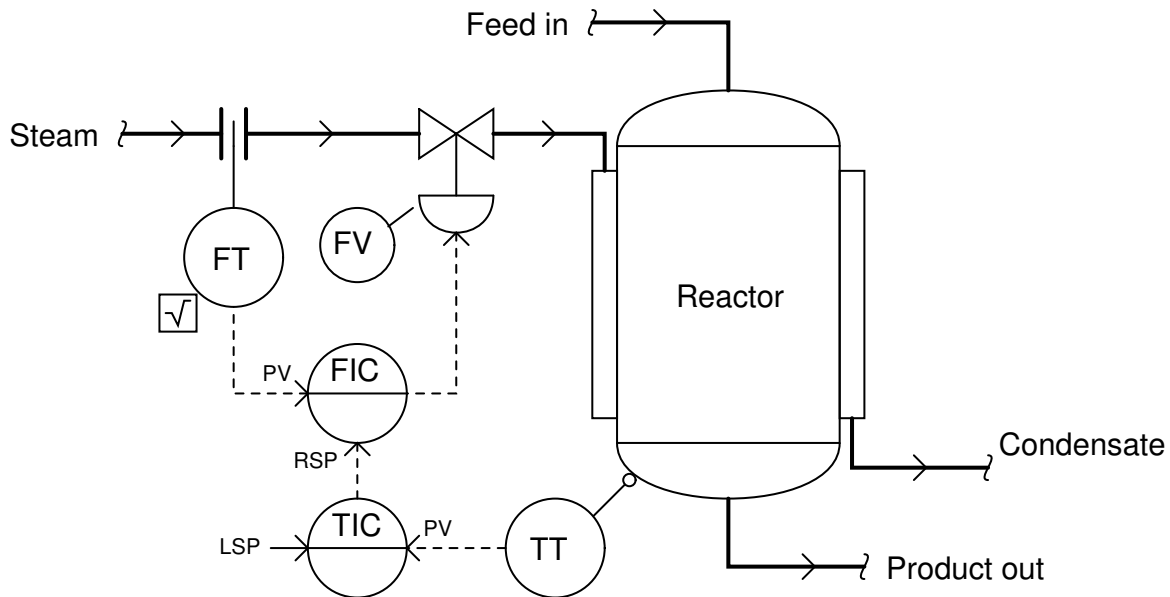 Feed in
Steam
FT
FV
Reactor
√
PV
FIC
RSP
Condensate
TIC
PV
LSP
TT
Product out